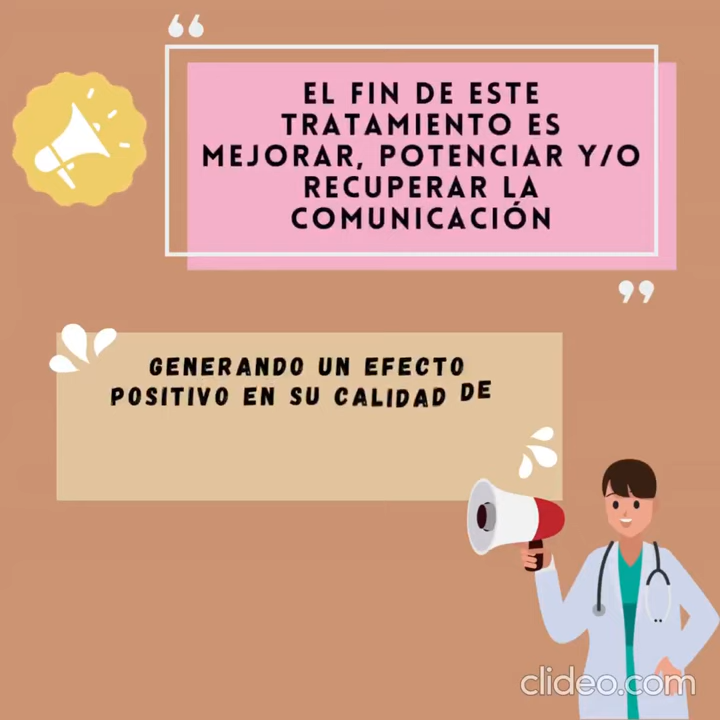 EL FIN DE ESTE
TRATAMIENTO ES
MEJORAR, POTENCIAR Y/O
RECUPERAR LA
COMUNICACIÓN
GENERANDO UN EFECTO
POSITIVO EN SU CALIDAD DE
clideo.com